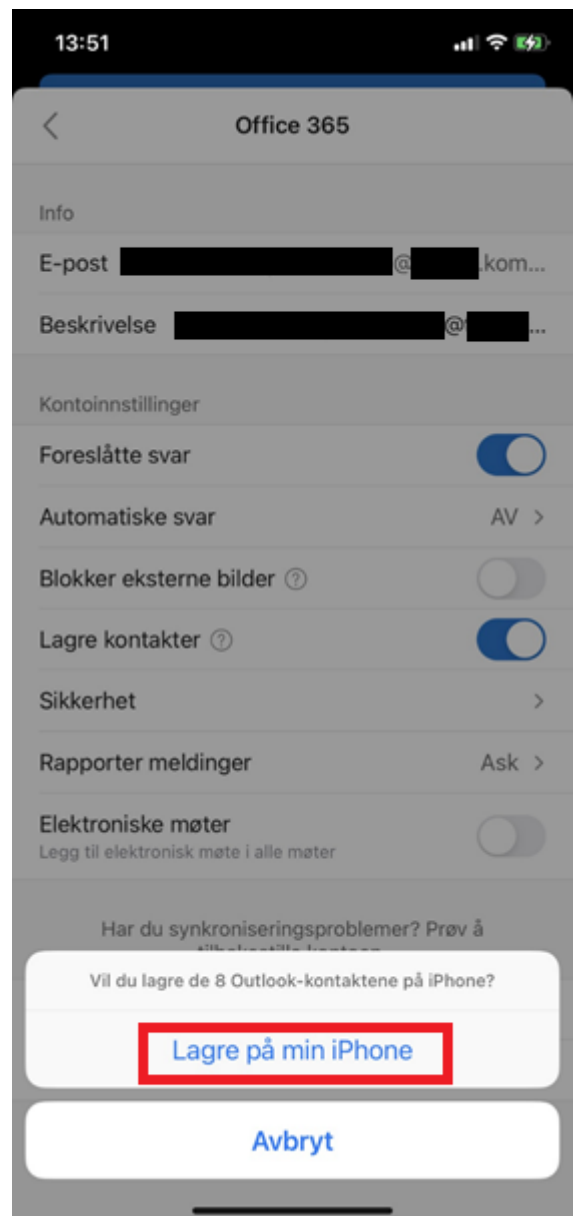 13:51
Office 365
Info
E-post @ .kom...
Beskrivelse @ ...
Kontoinnstillinger
Foreslåtte svar
Automatiske svar AV >
Blokker eksterne bilder ?
Lagre kontakter ?
Sikkerhet >
Rapporter meldinger Ask >
Elektroniske møter
Legg til elektronisk møte i alle møter
Har du synkroniseringsproblemer? Prøv å
Vil du lagre de 8 Outlook-kontaktene på iPhone?
Lagre på min iPhone
Avbryt